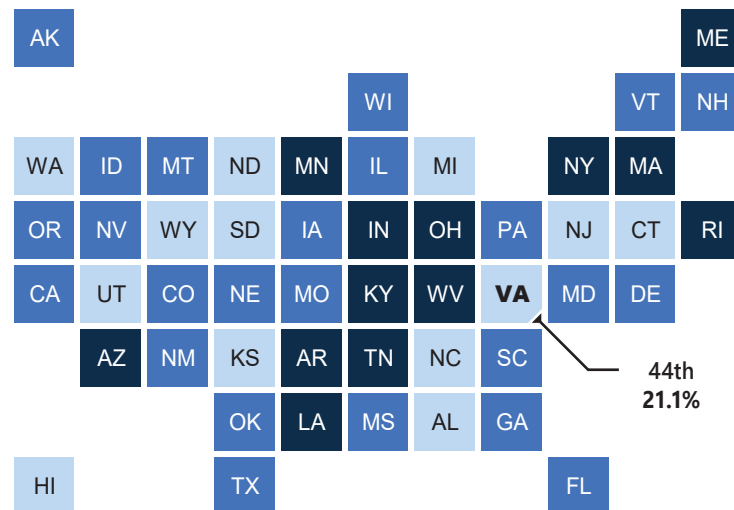 AK ME
WI VT NH
WA ID MT ND MN IL MI NY MA
OR NV WY SD IA IN OH PA NJ CT RI
CA UT CO NE MO KY WV VA MD DE
AZ NM KS AR TN NC SC
44th
21.1%
OK LA MS AL GA
HI TX FL